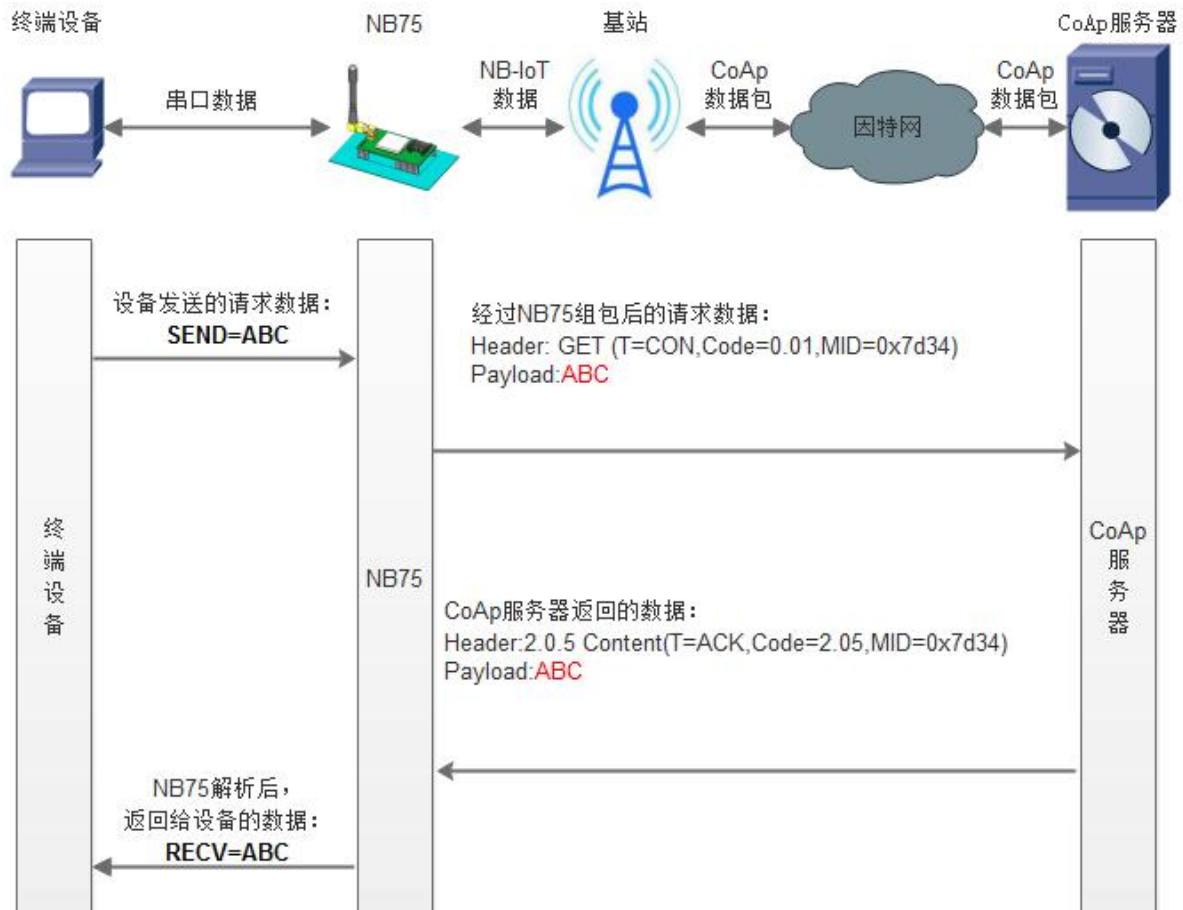 终端设备
NB75
基站
CoAp服务器
串口数据
NB-IoT
数据
CoAp
数据包
因特网
CoAp
数据包
设备发送的请求数据：
SEND=ABC
经过NB75组包后的请求数据：
Header: GET (T=CON,Code=0.01,MID=0x7d34)
Payload:ABC
终
端
设
备
NB75
CoAp
服
务
器
CoAp服务器返回的数据：
Header:2.0.5 Content(T=ACK,Code=2.05,MID=0x7d34)
Payload:ABC
NB75解析后，
返回给设备的数据：
RECV=ABC